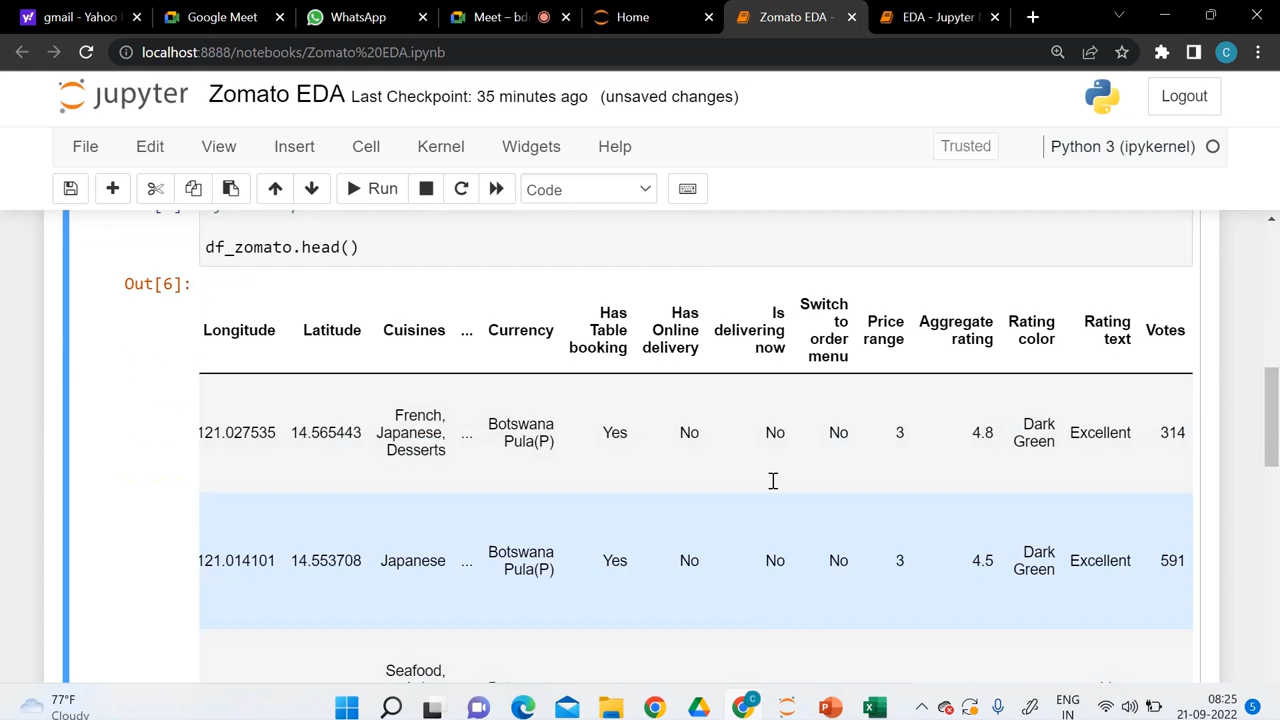 gmail - Yahoo
Google Meet
WhatsApp
Meet – bd
Home
Zomato EDA -
EDA - Jupyter
localhost:8888/notebooks/Zomato%20EDA.ipynb
C
jupyter Zomato EDA Last Checkpoint: 35 minutes ago (unsaved changes)
Logout
File Edit View Insert Cell Kernel Widgets Help
Trusted
Python 3 (ipykernel)
Run
Code
df_zomato.head()
Out[6]:
Longitude Latitude Cuisines ... Currency Has Table booking Has Online delivery Is delivering now Switch to order menu Price range Aggregate rating Rating color Rating text Votes
121.027535 14.565443 French, Japanese, Desserts ... Botswana Pula(P) Yes No No No 3 4.8 Dark Green Excellent 314
121.014101 14.553708 Japanese ... Botswana Pula(P) Yes No No No 3 4.5 Dark Green Excellent 591
Seafood,
77°F
Cloudy
C
ENG
IN
08:25
21-09-2022
5